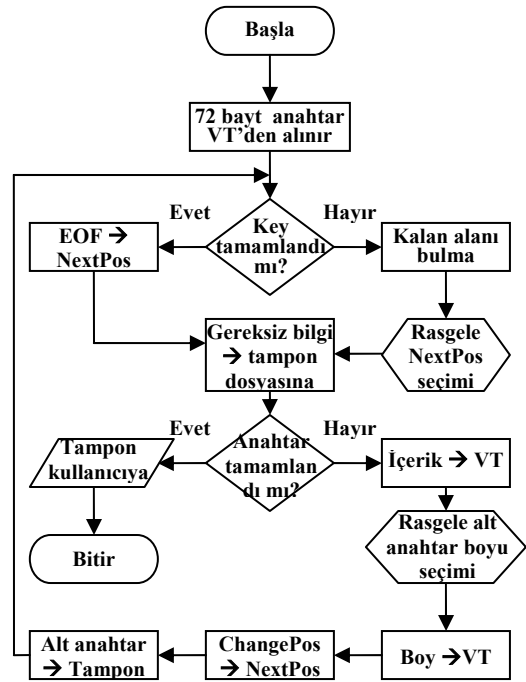 Başla
72 bayt anahtar
VT'den alınır
Evet
Hayır
EOF →
NextPos
Key
tamamlandı
mı?
Kalan alanı
bulma
Gereksiz bilgi
→ tampon
dosyasına
Rasgele
NextPos
seçimi
Evet
Hayır
Tampon
kullanıcıya
Anahtar
tamamlan
dı mı?
İçerik → VT
Bitir
Rasgele alt
anahtar boyu
seçimi
Alt anahtar
→ Tampon
ChangePos
→ NextPos
Boy →VT